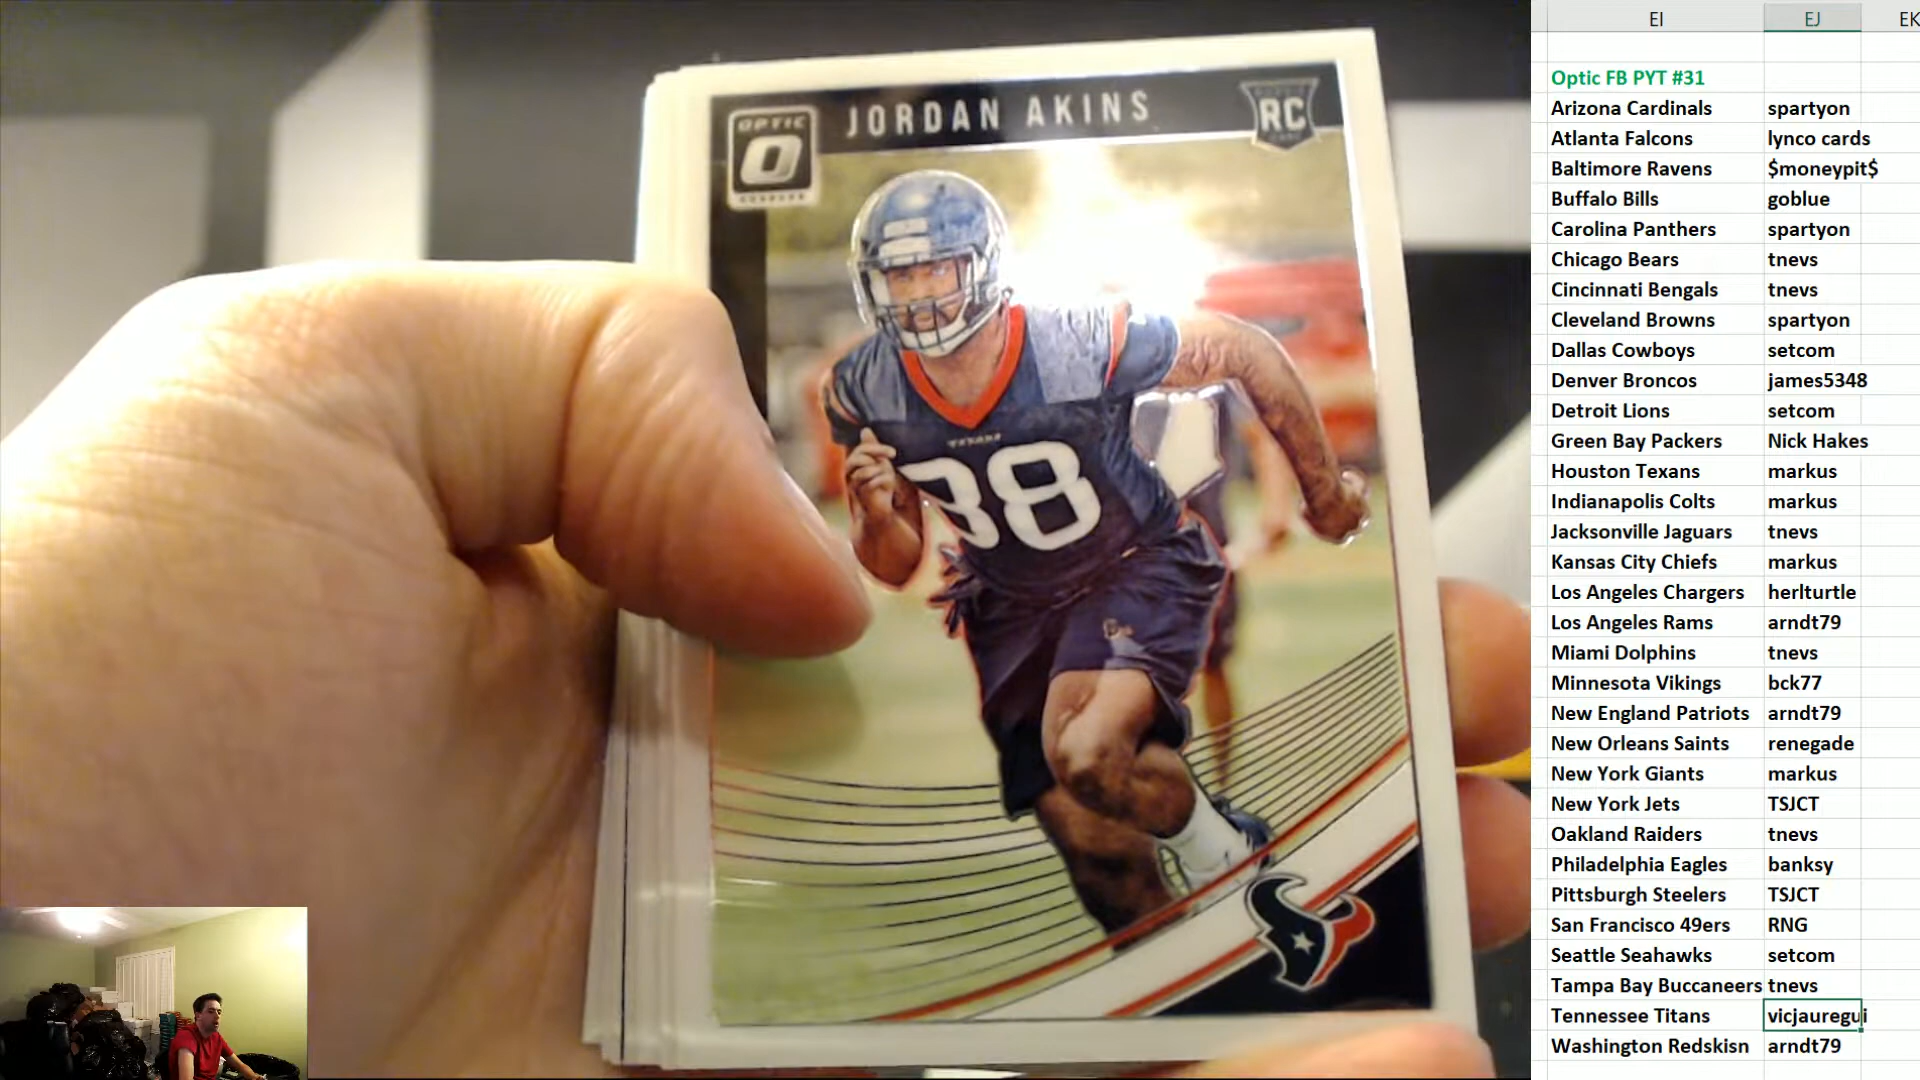 OPTIC
JORDAN AKINS
RC
TEXANS
88
EI EJ EK
Optic FB PYT #31
Arizona Cardinals spartyon
Atlanta Falcons lynco cards
Baltimore Ravens $moneypit$
Buffalo Bills goblue
Carolina Panthers spartyon
Chicago Bears tnevs
Cincinnati Bengals tnevs
Cleveland Browns spartyon
Dallas Cowboys setcom
Denver Broncos james5348
Detroit Lions setcom
Green Bay Packers Nick Hakes
Houston Texans markus
Indianapolis Colts markus
Jacksonville Jaguars tnevs
Kansas City Chiefs markus
Los Angeles Chargers herlturtle
Los Angeles Rams arndt79
Miami Dolphins tnevs
Minnesota Vikings bck77
New England Patriots arndt79
New Orleans Saints renegade
New York Giants markus
New York Jets TSJCT
Oakland Raiders tnevs
Philadelphia Eagles banksy
Pittsburgh Steelers TSJCT
San Francisco 49ers RNG
Seattle Seahawks setcom
Tampa Bay Buccaneers tnevs
Tennessee Titans vicjauregui
Washington Redskisn arndt79